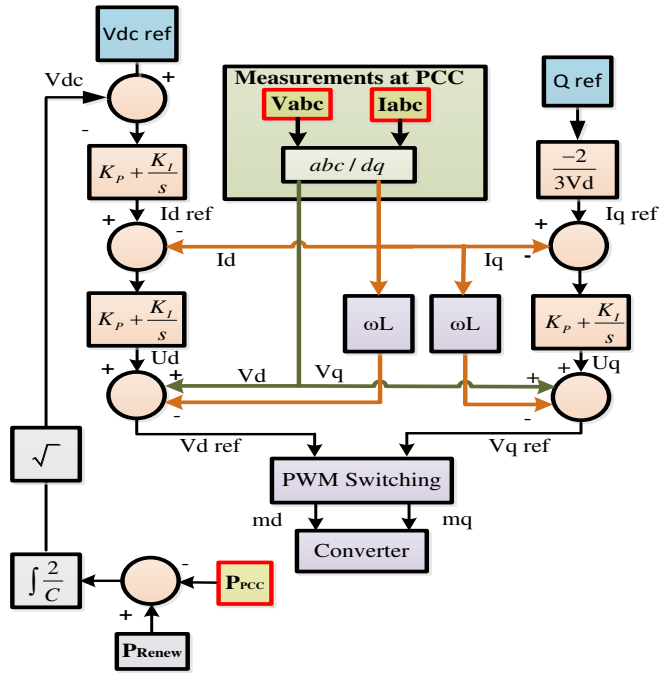 Vdc ref
Vdc
+
-
Measurements at PCC
Vabc
Iabc
abc / dq
Q ref
-2
3Vd
K_P + K_I
s
Id ref
Iq ref
+
-
+
-
Id
Iq
K_P + K_I
s
ωL
ωL
K_P + K_I
s
Ud
Uq
+
+
-
Vd
Vq
+
+
-
Vd ref
Vq ref
PWM Switching
md
mq
Converter
√
∫ 2
C
-
+
P_PCC
P_Renew